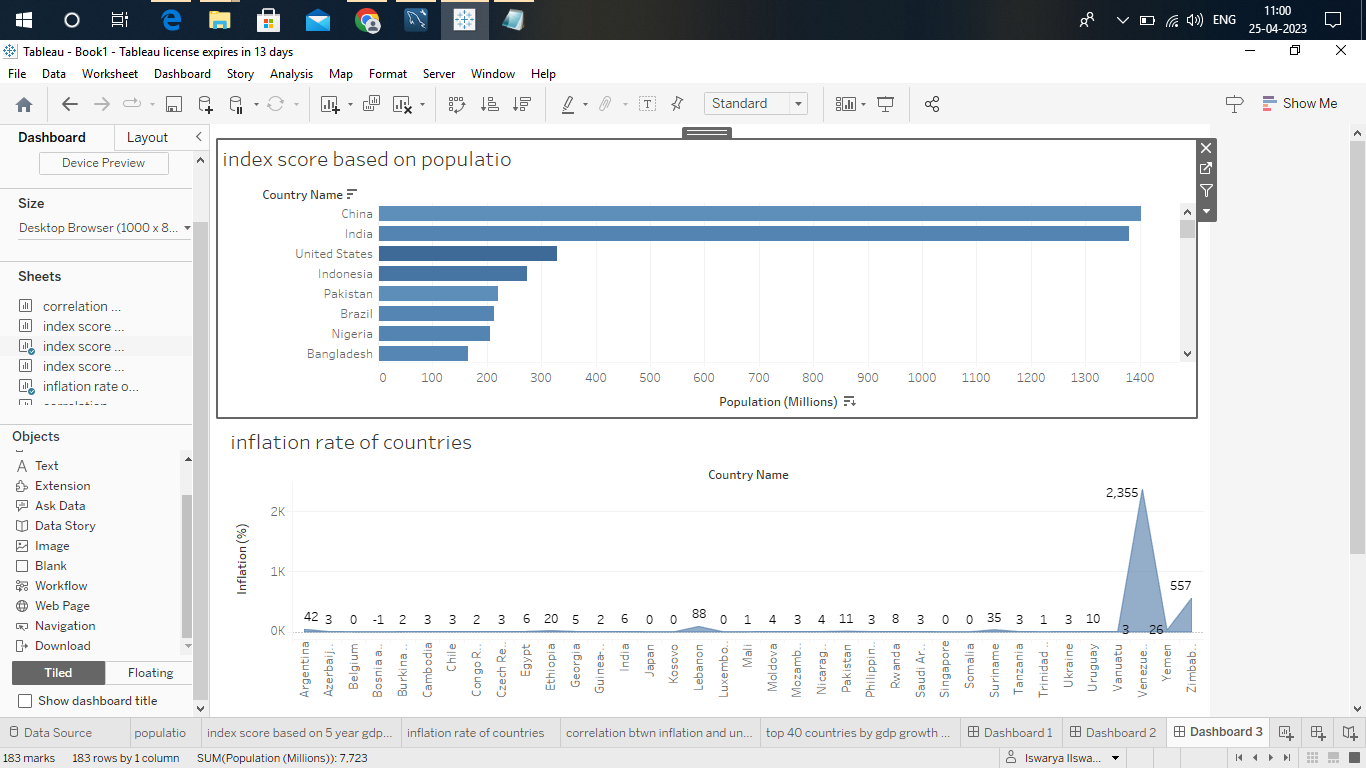 11:00
ENG
25-04-2023
Tableau - Book1 - Tableau license expires in 13 days
File Data Worksheet Dashboard Story Analysis Map Format Server Window Help
Standard
Show Me
Dashboard Layout
Device Preview
Size
Desktop Browser (1000 x 8...
Sheets
correlation ...
index score ...
index score ...
index score ...
inflation rate o...
Objects
Text
Extension
Ask Data
Data Story
Image
Blank
Workflow
Web Page
Navigation
Download
Tiled Floating
Show dashboard title
index score based on populatio
Country Name
China
India
United States
Indonesia
Pakistan
Brazil
Nigeria
Bangladesh
0 100 200 300 400 500 600 700 800 900 1000 1100 1200 1300 1400
Population (Millions)
inflation rate of countries
Country Name
Inflation (%)
2K
1K
0K
42 3 0 -1 2 3 3 2 3 6 20 5 2 6 0 0 88 0 1 4 3 4 11 3 8 3 0 0 35 3 1 3 10 3 2,355 26 557
Argentina
Azerbaij..
Belgium
Bosnia a..
Burkina..
Cambodia
Chile
Congo R..
Czech Re..
Egypt
Ethiopia
Georgia
Guinea-..
India
Japan
Kosovo
Lebanon
Luxembo..
Mali
Moldova
Mozamb..
Nicarag..
Pakistan
Philippin..
Rwanda
Saudi Ar..
Singapore
Somalia
Suriname
Tanzania
Trinidad ..
Ukraine
Uruguay
Vanuatu
Venezue..
Yemen
Zimbab..
Data Source populatio index score based on 5 year gdp... inflation rate of countries correlation btwn inflation and un... top 40 countries by gdp growth ... Dashboard 1 Dashboard 2 Dashboard 3
183 marks 183 rows by 1 column SUM(Population (Millions)): 7,723 Iswarya IIswa...